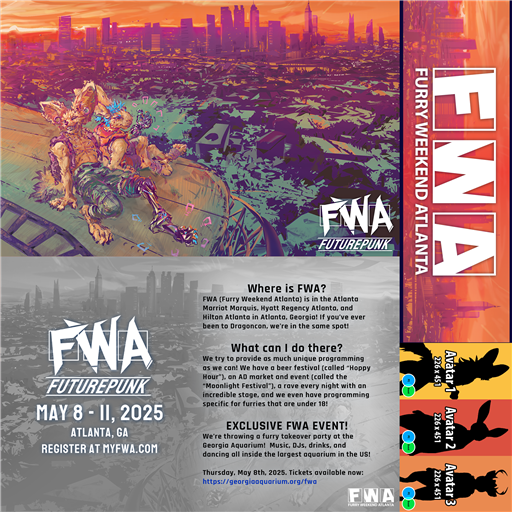 FWA
FUTUREPUNK
FWA
FURRY WEEKEND ATLANTA
FWA
FUTUREPUNK
MAY 8 - 11, 2025
ATLANTA, GA
REGISTER AT MYFWA.COM
Where is FWA?
FWA (Furry Weekend Atlanta) is in the Atlanta
Marriot Marquis, Hyatt Regency Atlanta, and
Hilton Atlanta in Atlanta, Georgia! If you've ever
been to Dragoncon, we're in the same spot!
What can I do there?
We try to provide as much unique programming
as we can! We have a beer festival (called "Hoppy
Hour"), an AD market and event (called the
"Moonlight Festival"), a rave every night with an
incredible stage, and we even have programming
specific for furries that are under 18!
EXCLUSIVE FWA EVENT!
We're throwing a furry takeover party at the
Georgia Aquarium! Music, DJs, drinks, and
dancing all inside the largest aquarium in the US!
Thursday, May 8th, 2025. Tickets available now:
https://georgiaaquarium.org/fwa
FWA
FURRY WEEKEND ATLANTA
Avatar 1
226 x 451
Avatar 2
226 x 451
Avatar 3
226 x 451